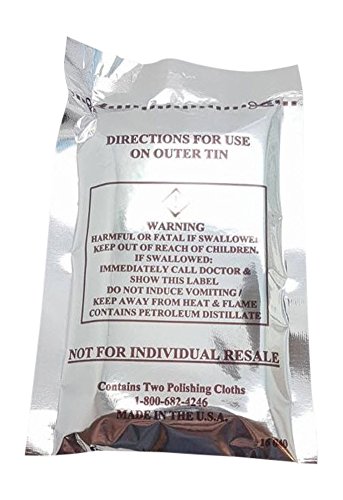 DIRECTIONS FOR USE
ON OUTER TIN
WARNING
HARMFUL OR FATAL IF SWALLOWE
KEEP OUT OF REACH OF CHILDREN.
IF SWALLOWED:
IMMEDIATELY CALL DOCTOR &
SHOW THIS LABEL
DO NOT INDUCE VOMITING /
KEEP AWAY FROM HEAT & FLAME
CONTAINS PETROLEUM DISTILLATE
NOT FOR INDIVIDUAL RESALE
Contains Two Polishing Cloths
1-800-682-4246
MADE IN THE U.S.A.